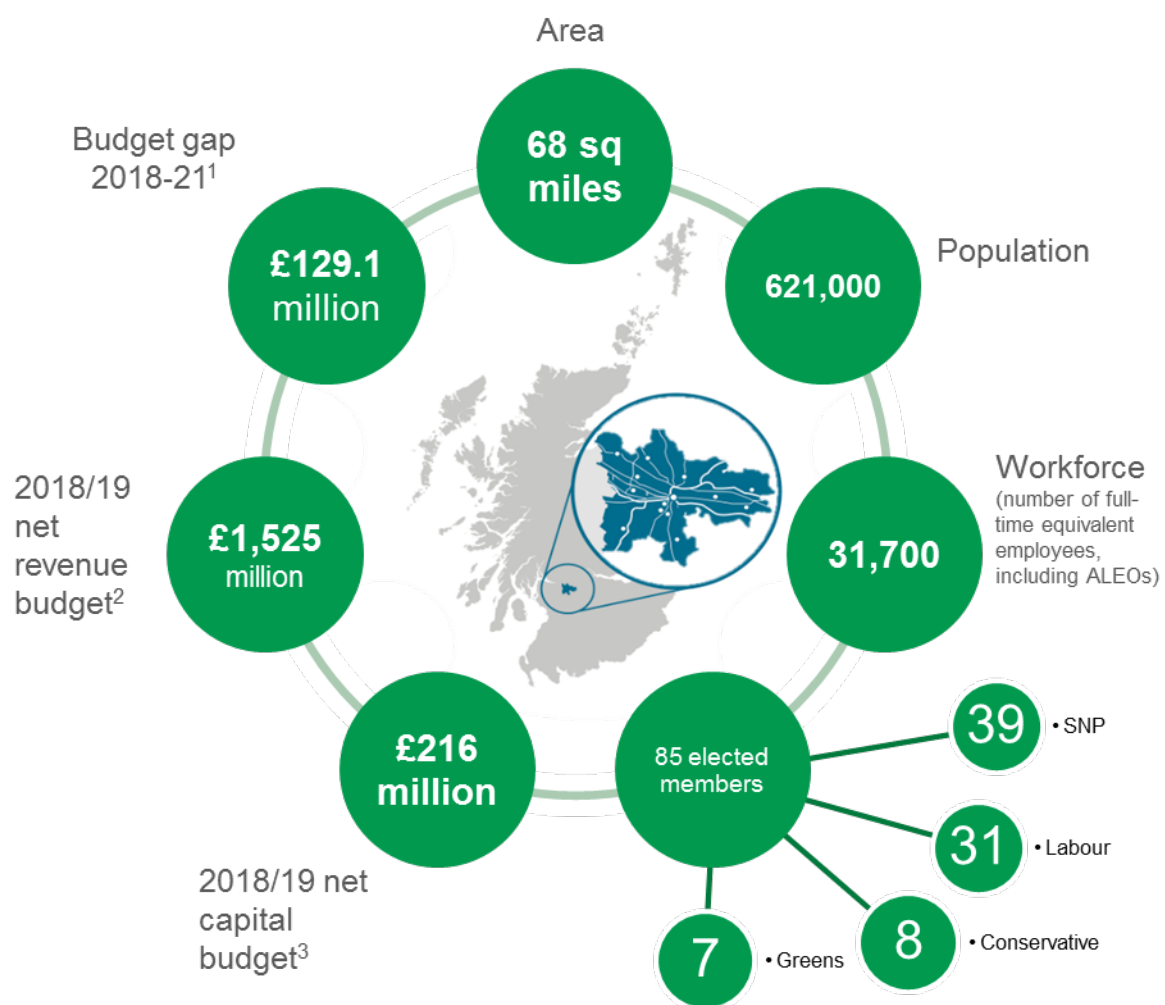 Area
68 sq
miles
Population
621,000
Workforce
(number of full-
time equivalent
employees,
including ALEOs)
31,700
85 elected
members
39
• SNP
31
• Labour
8
• Conservative
7
• Greens
£216
million
2018/19 net
capital
budget³
£1,525
million
2018/19
net
revenue
budget²
Budget gap
2018-21¹
£129.1
million